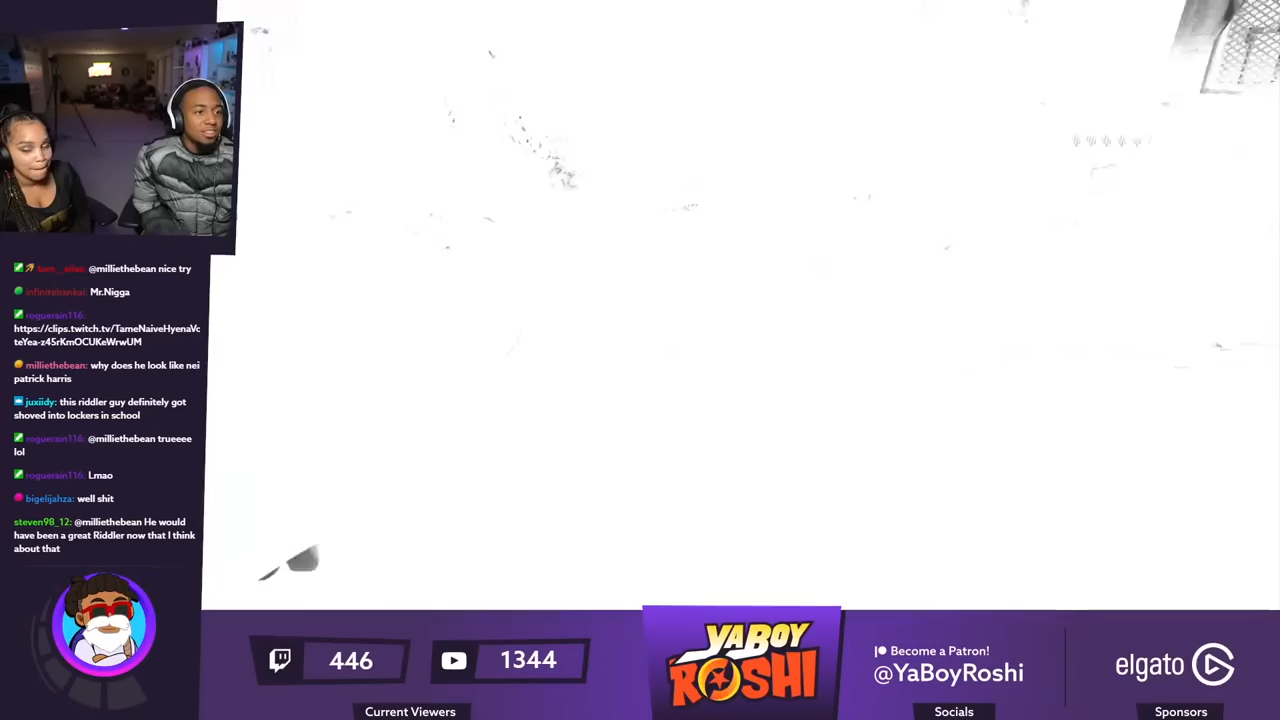 tom__elias: @milliethebean nice try
infinitebankai: Mr.Nigga
roguerain116:
https://clips.twitch.tv/TameNaiveHyenaVo
teYea-z45rKmOCUKeWrwUM
milliethebean: why does he look like nei
patrick harris
juxiidy: this riddler guy definitely got
shoved into lockers in school
roguerain116: @milliethebean trueeee
lol
roguerain116: Lmao
bigelijahza: well shit
steven98_12: @milliethebean He would
have been a great Riddler now that I think
about that
446
1344
Current Viewers
YABOY
ROSHI
Become a Patron!
@YaBoyRoshi
Socials
elgato
Sponsors